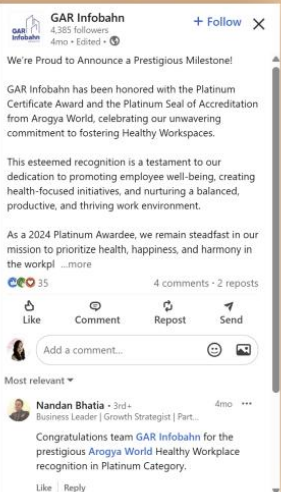 GAR Infobahn
+ Follow
4,385 followers
4mo • Edited •
We're Proud to Announce a Prestigious Milestone!
GAR Infobahn has been honored with the Platinum
Certificate Award and the Platinum Seal of Accreditation
from Arogya World, celebrating our unwavering
commitment to fostering Healthy Workspaces.
This esteemed recognition is a testament to our
dedication to promoting employee well-being, creating
health-focused initiatives, and nurturing a balanced,
productive, and thriving work environment.
As a 2024 Platinum Awardee, we remain steadfast in our
mission to prioritize health, happiness, and harmony in
the workpl ...more
35
4 comments • 2 reposts
Like Comment Repost Send
Add a comment...
Most relevant
Nandan Bhatia • 3rd+
4mo
Business Leader | Growth Strategist | Part...
Congratulations team GAR Infobahn for the
prestigious Arogya World Healthy Workplace
recognition in Platinum Category.
Like Reply